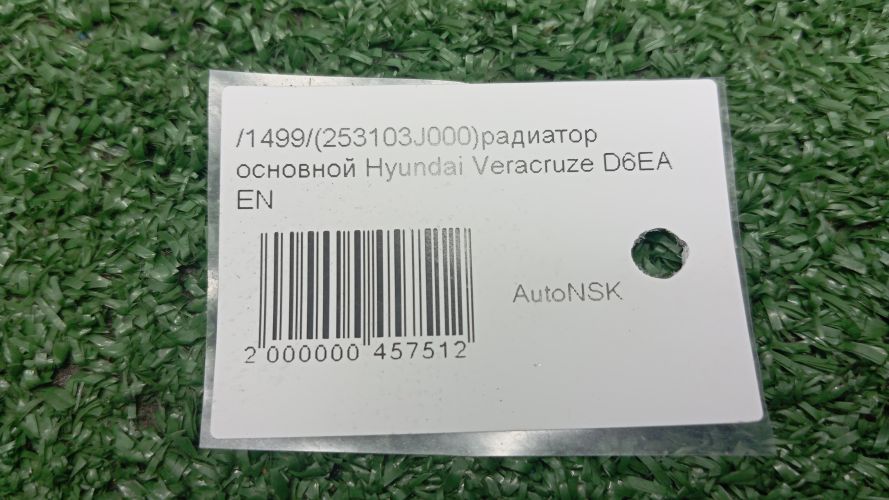 /1499/(253103J000)радиатор
основной Hyundai Veracruze D6EA
EN
AutoNSK
2 000000 457512